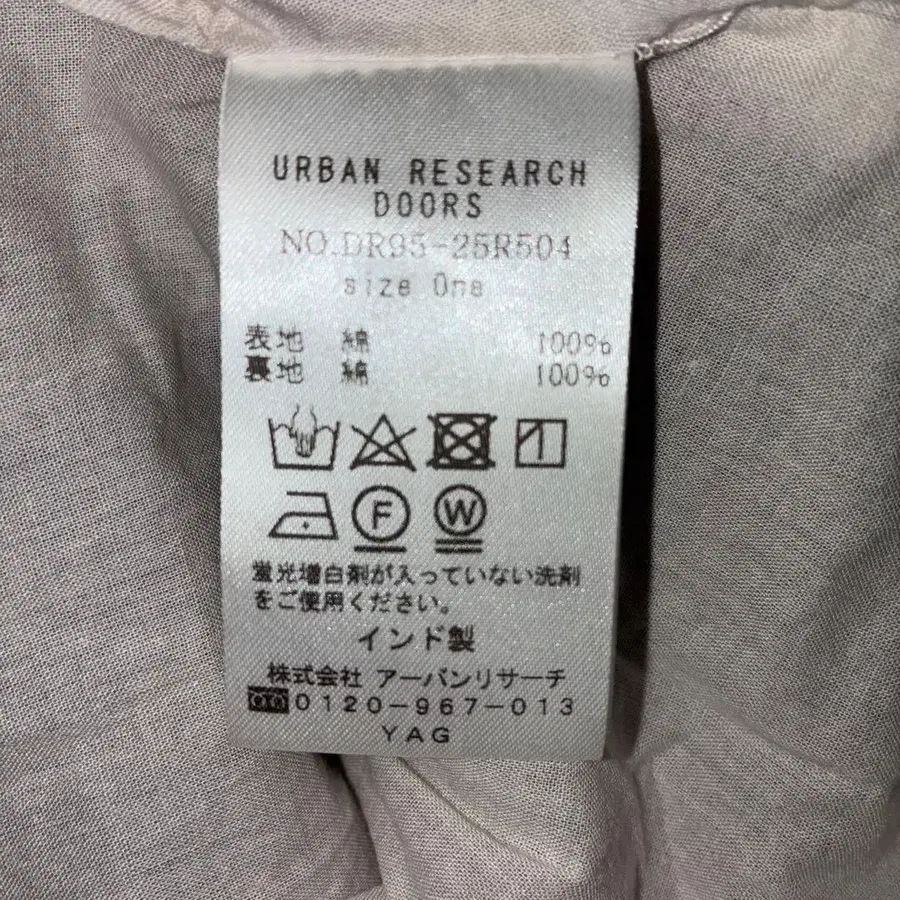 URBAN RESEARCH
DOORS
NO.DR95-25R504
size One
表地 綿 100%
裏地 綿 100%
F W
蛍光増白剤が入っていない洗剤
をご使用ください。
インド製
株式会社 アーバンリサーチ
0120-967-013
YAG